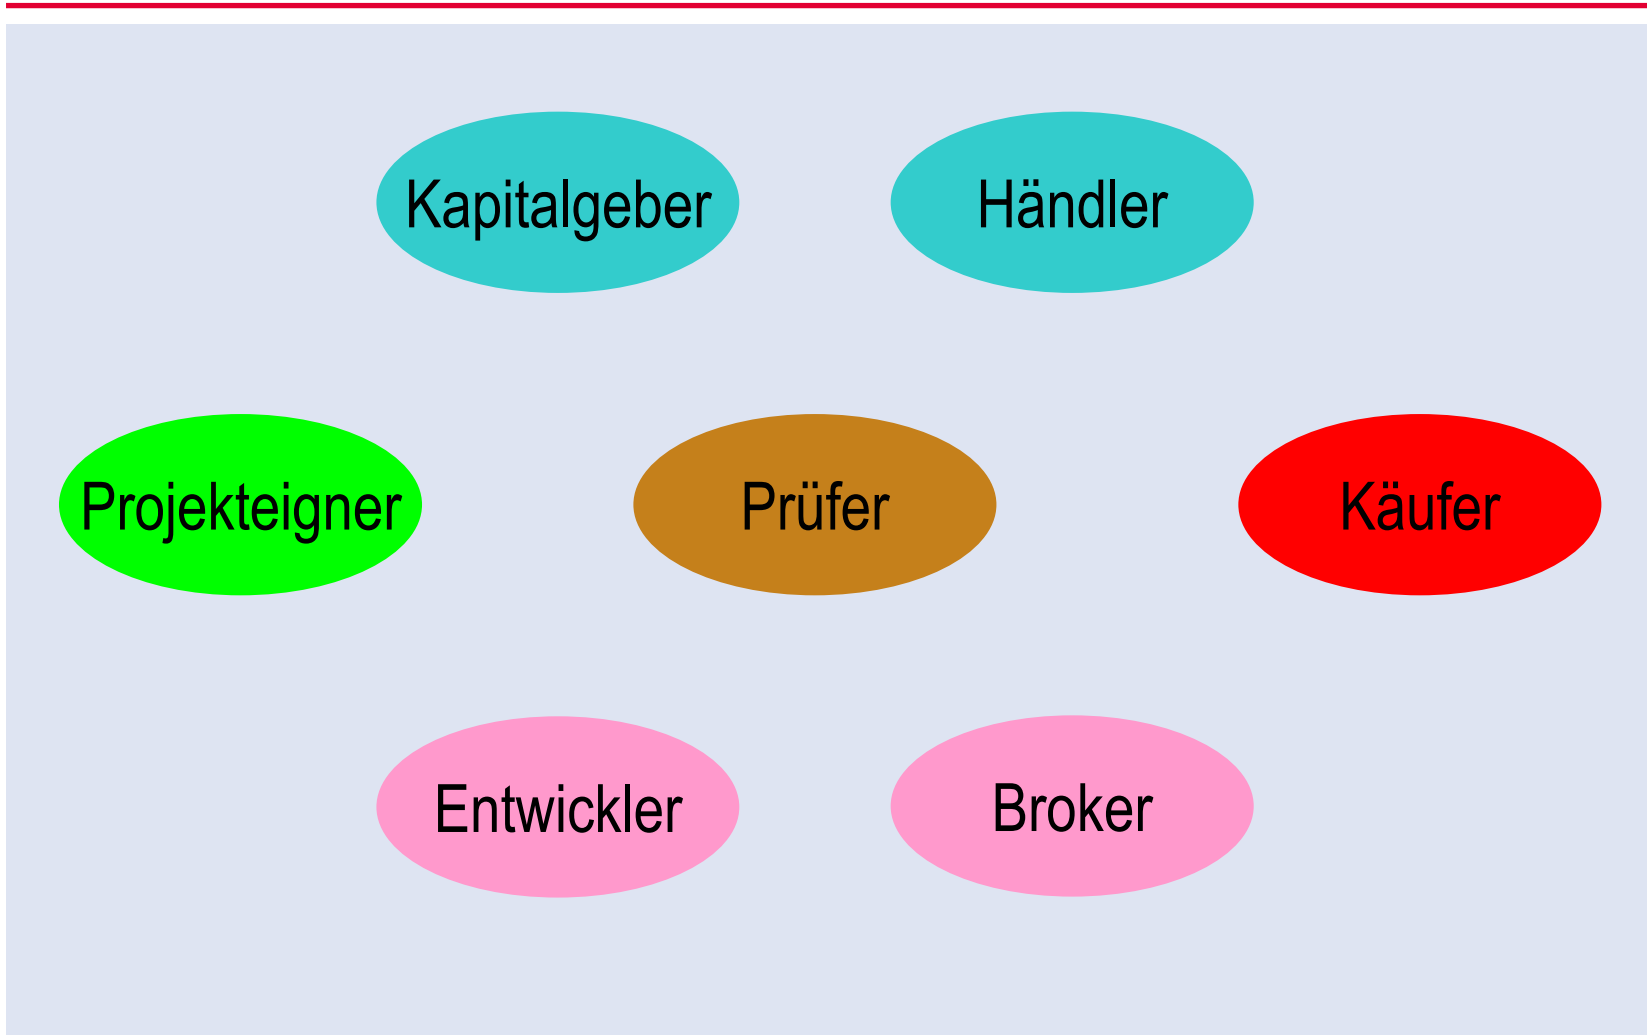 Kapitalgeber
Händler
Projekteigner
Prüfer
Käufer
Entwickler
Broker